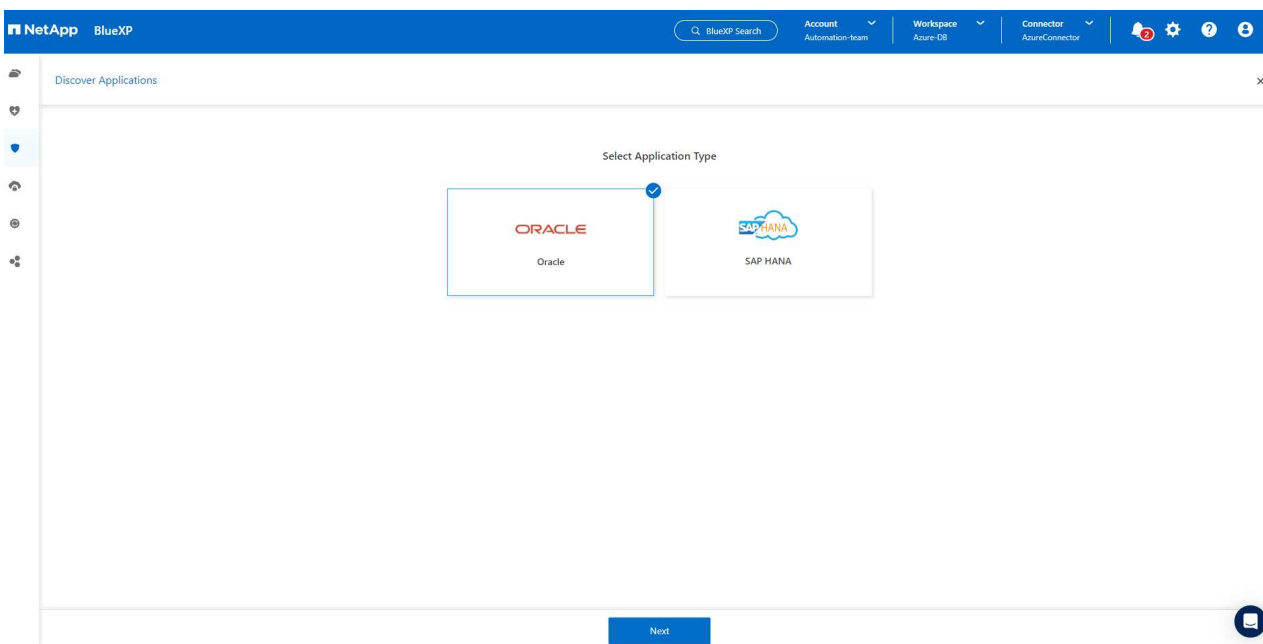 NetApp BlueXP
BlueXP Search
Account
Automation-team
Workspace
Azure-DB
Connector
AzureConnector
2
Discover Applications
Select Application Type
ORACLE
Oracle
SAP HANA
SAP HANA
Next